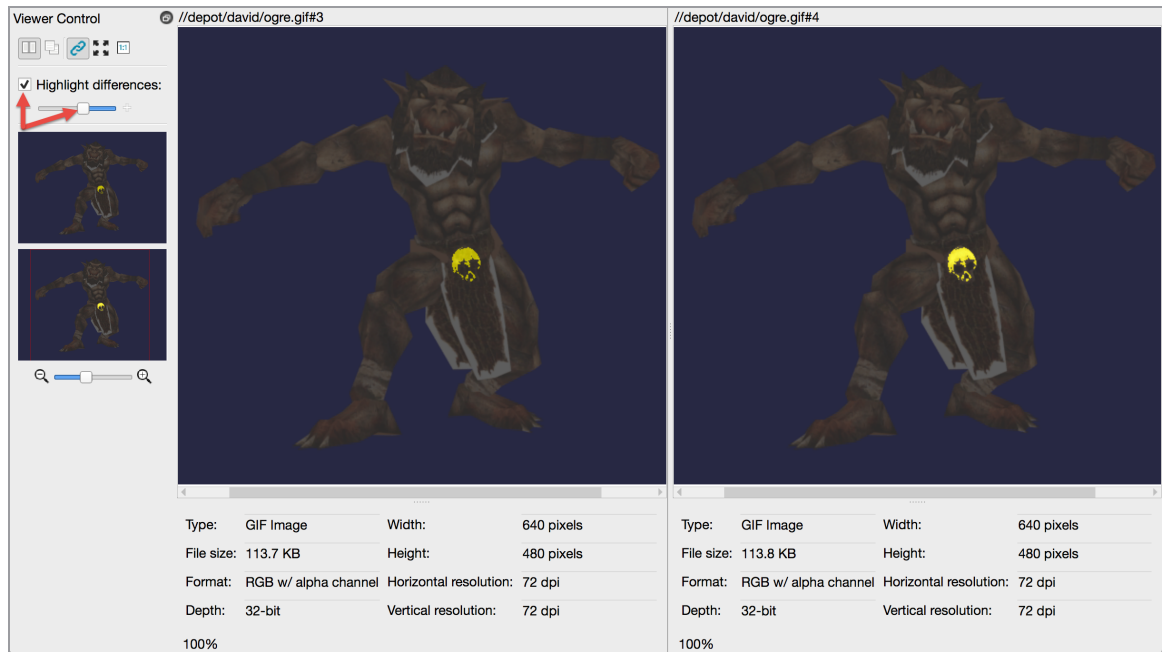 Viewer Control
Highlight differences:
//depot/david/ogre.gif#3
Type: GIF Image Width: 640 pixels
File size: 113.7 KB Height: 480 pixels
Format: RGB w/ alpha channel Horizontal resolution: 72 dpi
Depth: 32-bit Vertical resolution: 72 dpi
100%
//depot/david/ogre.gif#4
Type: GIF Image Width: 640 pixels
File size: 113.8 KB Height: 480 pixels
Format: RGB w/ alpha channel Horizontal resolution: 72 dpi
Depth: 32-bit Vertical resolution: 72 dpi
100%